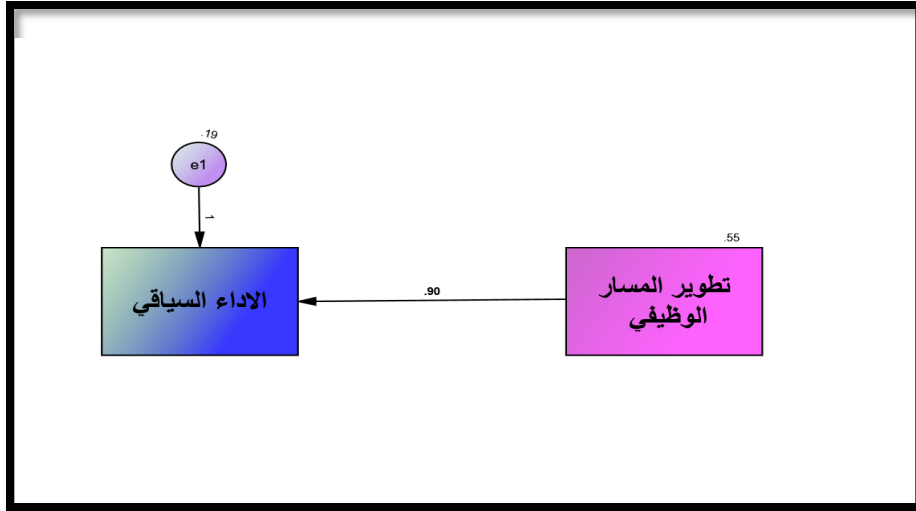 .19
e1
1
.55
الاداء السياقي
.90
تطوير المسار
الوظيفي